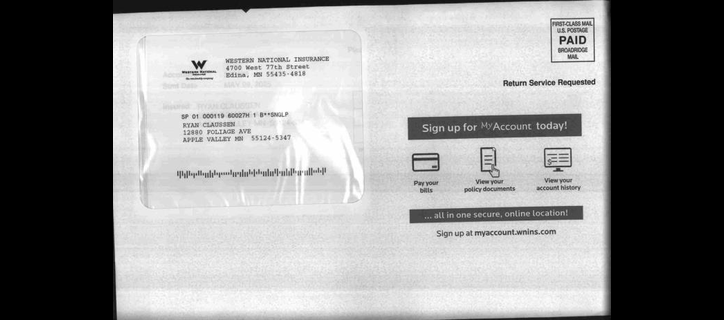 WESTERN NATIONAL INSURANCE
4700 West 77th Street
Edina, MN 55435-4818
WESTERN NATIONAL
SP 01 000119 60027H 1 B**SNGLP
RYAN CLAUSSEN
12880 FOLIAGE AVE
APPLE VALLEY MN 55124-5347
FIRST-CLASS MAIL
U.S. POSTAGE
PAID
BROADRIDGE
MAIL
Return Service Requested
Sign up for MyAccount today!
Pay your
bills
View your
policy documents
View your
account history
... all in one secure, online location!
Sign up at myaccount.wnins.com